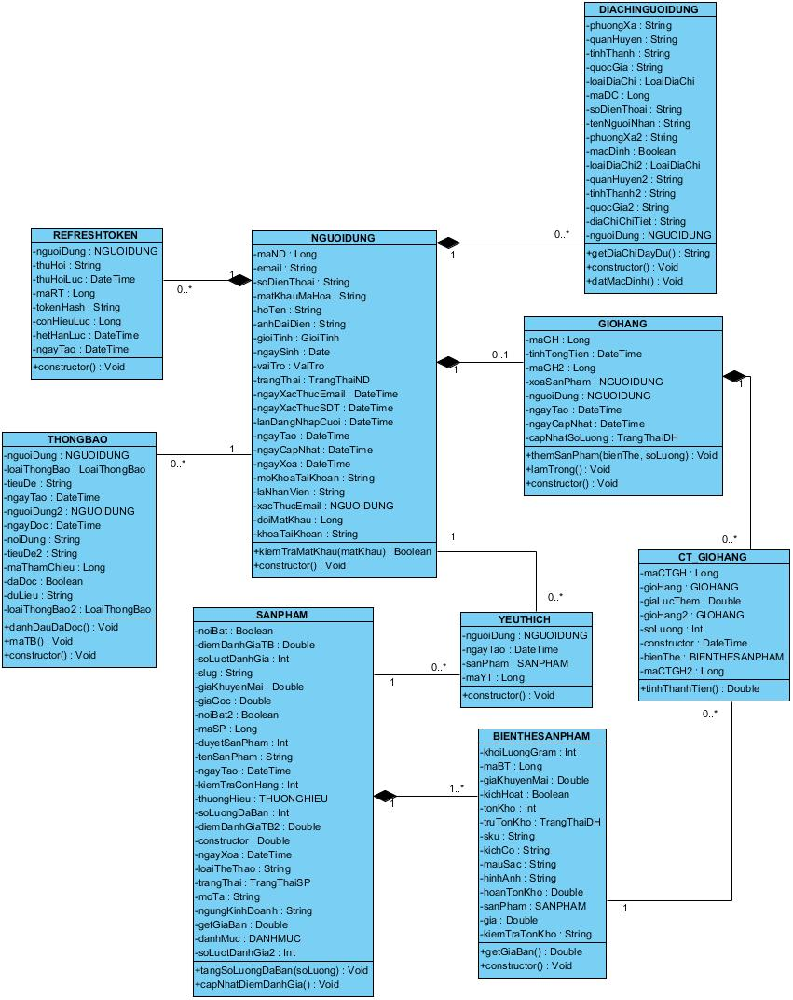 DIACHINGUOIDUNG
-phuongXa : String
-quanHuyen : String
-tinhThanh : String
-quocGia : String
-loaiDiaChi : LoaiDiaChi
-maDC : Long
-soDienThoai : String
-tenNguoiNhan : String
-phuongXa2 : String
-macDinh : Boolean
-loaiDiaChi2 : LoaiDiaChi
-quanHuyen2 : String
-tinhThanh2 : String
-quocGia2 : String
-diaChiChiTiet : String
-nguoiDung : NGUOIDUNG
+getDiaChiDayDu() : String
+constructor() : Void
+datMacDinh() : Void
REFRESHTOKEN
-nguoiDung : NGUOIDUNG
-thuHoi : String
-thuHoiLuc : DateTime
-maRT : Long
-tokenHash : String
-conHieuLuc : Long
-hetHanLuc : DateTime
-ngayTao : DateTime
+constructor() : Void
0..*
1
NGUOIDUNG
-maND : Long
-email : String
-soDienThoai : String
-matKhauMaHoa : String
-hoTen : String
-anhDaiDien : String
-gioiTinh : GioiTinh
-ngaySinh : Date
-vaiTro : VaiTro
-trangThai : TrangThaiND
-ngayXacThucEmail : DateTime
-ngayXacThucSDT : DateTime
-lanDangNhapCuoi : DateTime
-ngayTao : DateTime
-ngayCapNhat : DateTime
-ngayXoa : DateTime
-moKhoaTaiKhoan : String
-laNhanVien : String
-xacThucEmail : NGUOIDUNG
-doiMatKhau : Long
-khoaTaiKhoan : String
+kiemTraMatKhau(matKhau) : Boolean
+constructor() : Void
1
0..*
1
0..1
GIOHANG
-maGH : Long
-tinhTongTien : DateTime
-maGH2 : Long
-xoaSanPham : NGUOIDUNG
-nguoiDung : NGUOIDUNG
-ngayTao : DateTime
-ngayCapNhat : DateTime
-capNhatSoLuong : TrangThaiDH
+themSanPham(bienThe, soLuong) : Void
+lamTrong() : Void
+constructor() : Void
1
0..*
THONGBAO
-nguoiDung : NGUOIDUNG
-loaiThongBao : LoaiThongBao
-tieuDe : String
-ngayTao : DateTime
-nguoiDung2 : NGUOIDUNG
-ngayDoc : DateTime
-noiDung : String
-tieuDe2 : String
-maThamChieu : Long
-daDoc : Boolean
-duLieu : String
-loaiThongBao2 : LoaiThongBao
+danhDauDaDoc() : Void
+maTB() : Void
+constructor() : Void
0..*
1
1
0..*
CT_GIOHANG
-maCTGH : Long
-gioHang : GIOHANG
-giaLucThem : Double
-gioHang2 : GIOHANG
-soLuong : Int
-constructor : DateTime
-bienThe : BIENTHESANPHAM
-maCTGH2 : Long
+tinhThanhTien() : Double
0..*
1
YEUTHICH
-nguoiDung : NGUOIDUNG
-ngayTao : DateTime
-sanPham : SANPHAM
-maYT : Long
+constructor() : Void
0..*
1
SANPHAM
-noiBat : Boolean
-diemDanhGiaTB : Double
-soLuotDanhGia : Int
-slug : String
-giaKhuyenMai : Double
-giaGoc : Double
-noiBat2 : Boolean
-maSP : Long
-duyetSanPham : Int
-tenSanPham : String
-ngayTao : DateTime
-kiemTraConHang : Int
-thuongHieu : THUONGHIEU
-soLuongDaBan : Int
-diemDanhGiaTB2 : Double
-constructor : Double
-ngayXoa : DateTime
-loaiTheThao : String
-trangThai : TrangThaiSP
-moTa : String
-ngungKinhDoanh : String
-getGiaBan : Double
-danhMuc : DANHMUC
-soLuotDanhGia2 : Int
+tangSoLuongDaBan(soLuong) : Void
+capNhatDiemDanhGia() : Void
1
1..*
BIENTHESANPHAM
-khoiLuongGram : Int
-maBT : Long
-giaKhuyenMai : Double
-kichHoat : Boolean
-tonKho : Int
-truTonKho : TrangThaiDH
-sku : String
-kichCo : String
-mauSac : String
-hinhAnh : String
-hoanTonKho : Double
-sanPham : SANPHAM
-gia : Double
-kiemTraTonKho : String
+getGiaBan() : Double
+constructor() : Void